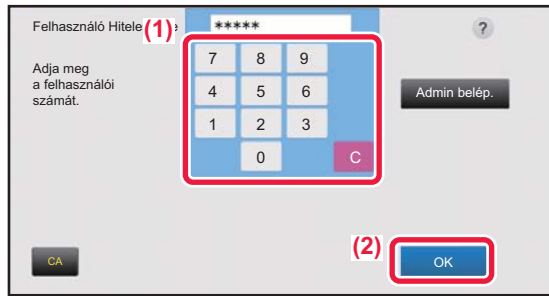 Felhasználó Hitele
(1)
*****
?
Adja meg
a felhasználói
számát.
7 8 9
4 5 6
1 2 3
0 C
Admin belép.
CA
(2)
OK